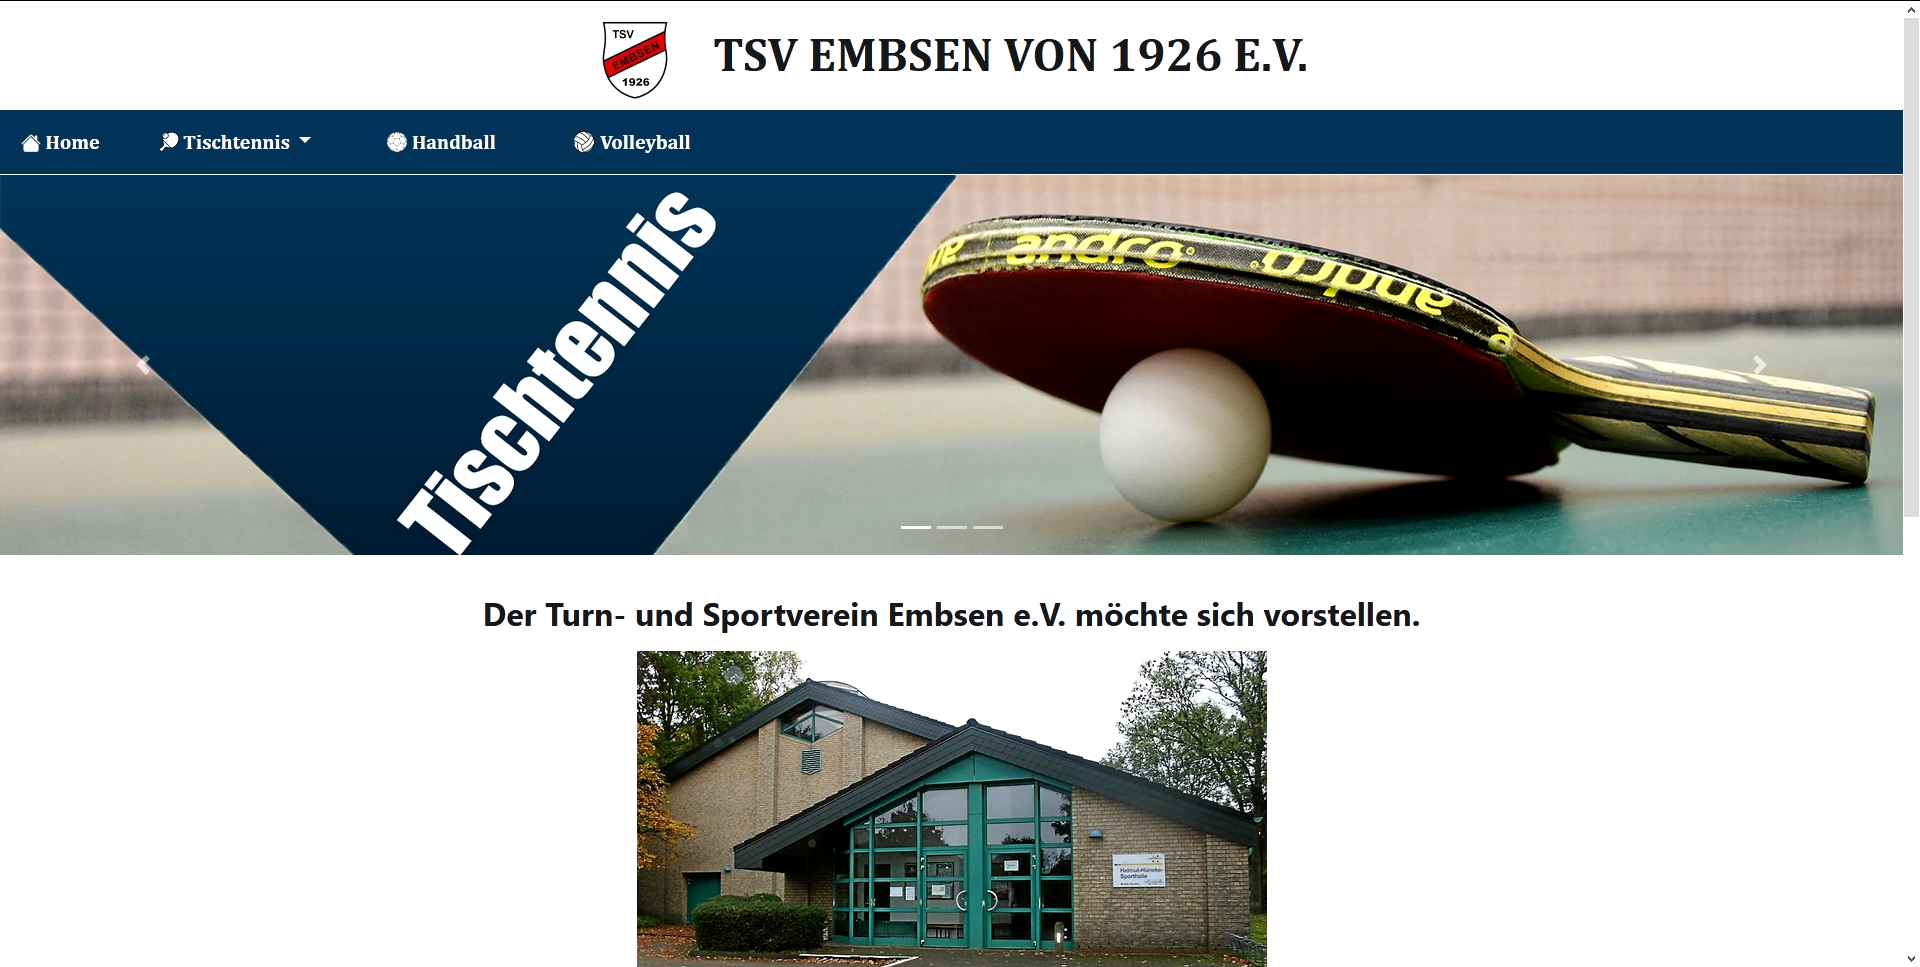 TSV
EMBSEN
1926
TSV EMBSEN VON 1926 E.V.
Home
Tischtennis
Handball
Volleyball
Tischtennis
andro
andro
Der Turn- und Sportverein Embsen e.V. möchte sich vorstellen.
Helmut-Hüneke-
Sporthalle